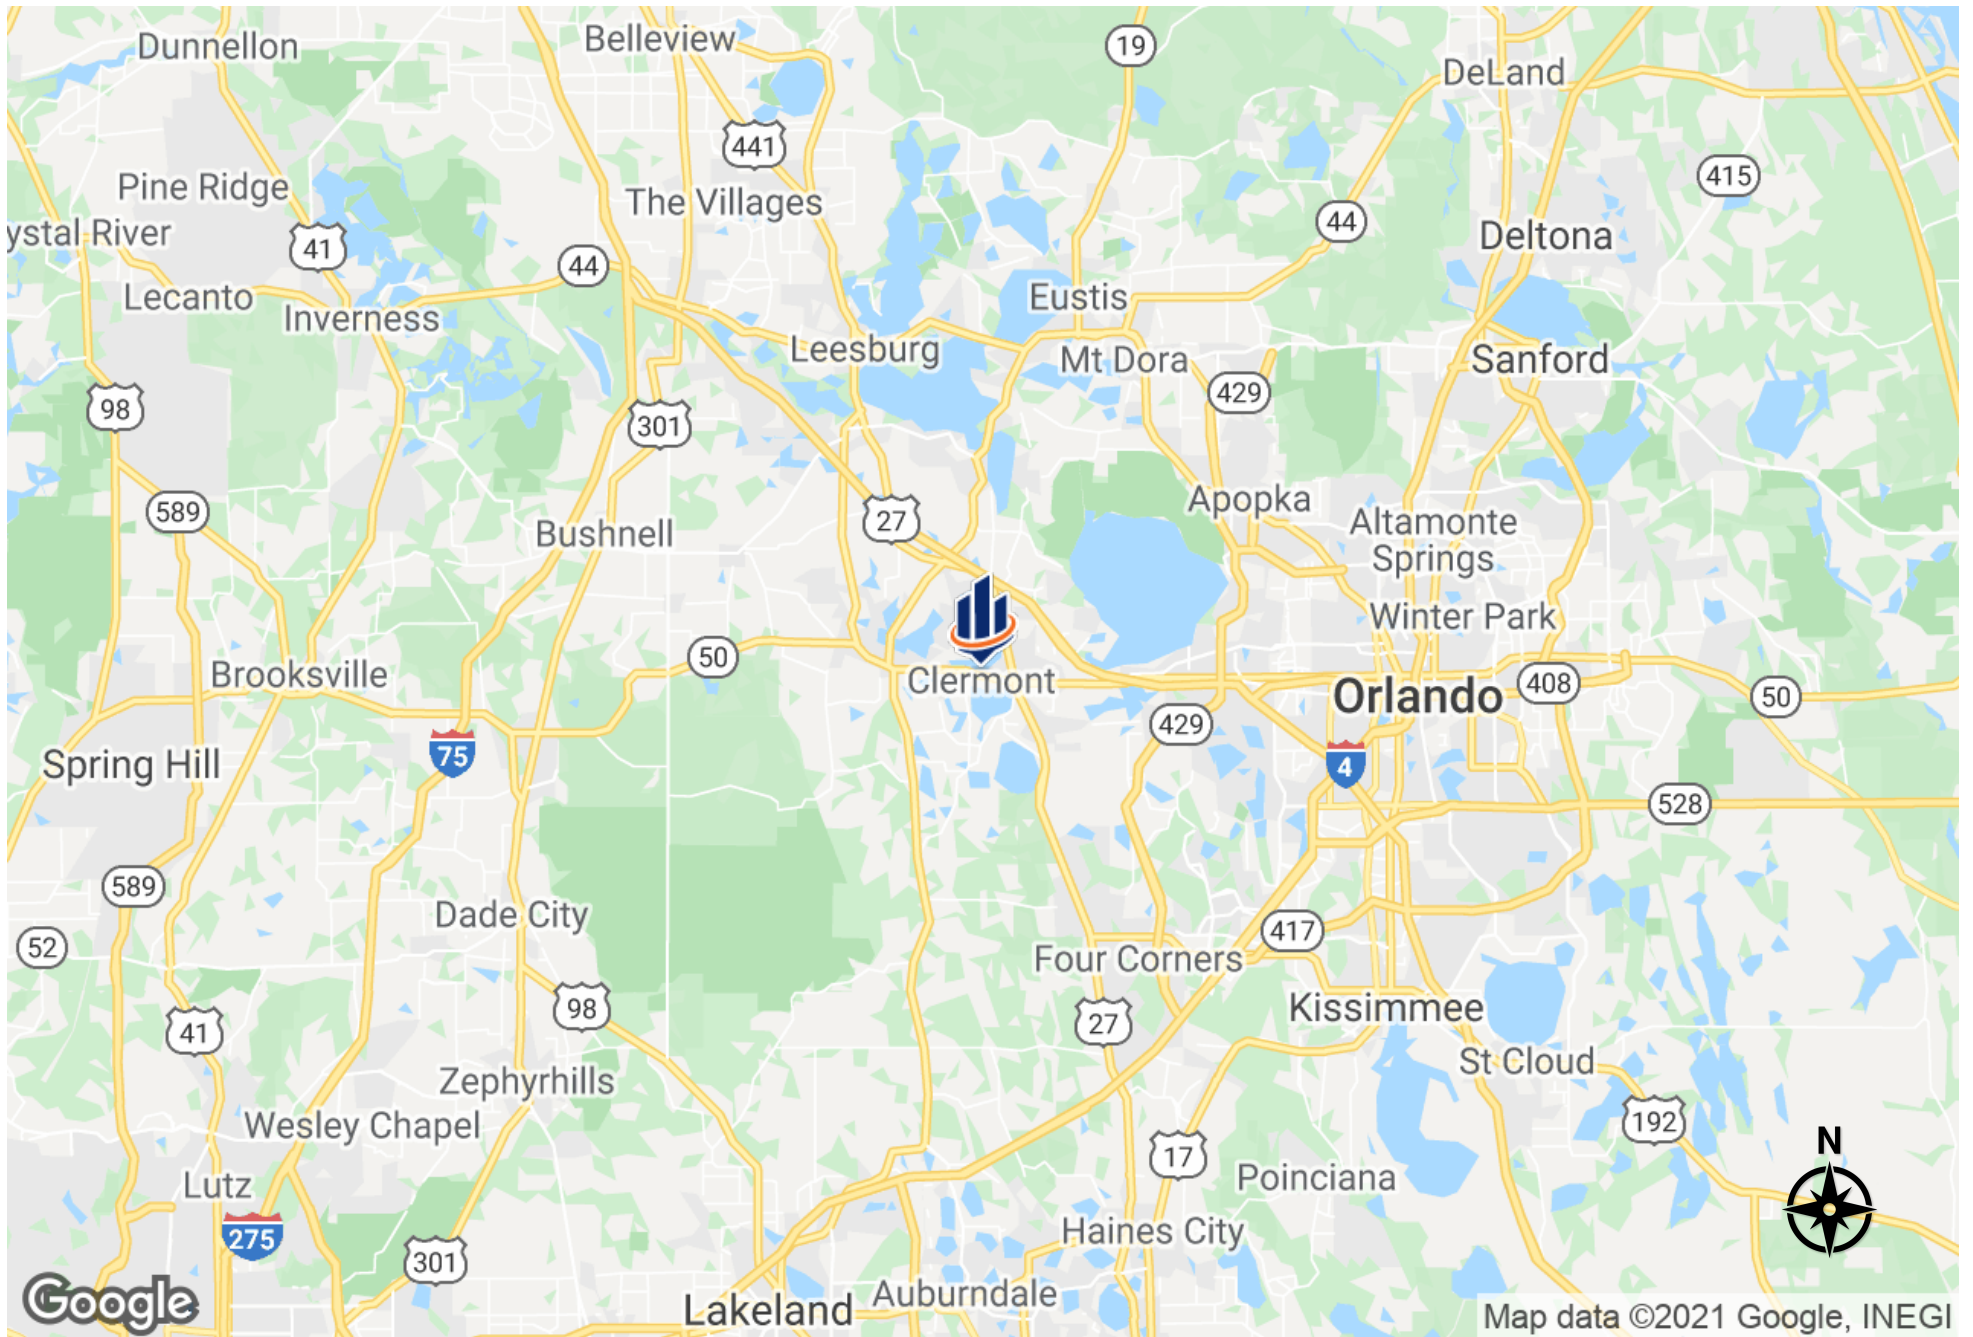 Dunnellon
Belleview
19
DeLand
441
Pine Ridge
415
The Villages
ystal River
41
44
44
Deltona
Lecanto
Inverness
Eustis
Leesburg
Mt Dora
Sanford
98
429
301
589
27
Apopka
Altamonte
Springs
Bushnell
Winter Park
50
Brooksville
Clermont
Orlando
408
50
429
75
Spring Hill
4
528
589
Dade City
52
417
Four Corners
98
41
27
Kissimmee
St Cloud
Zephyrhills
Wesley Chapel
192
N
17
Lutz
Poinciana
275
Haines City
301
Google
Lakeland
Auburndale
Map data ©2021 Google, INEGI